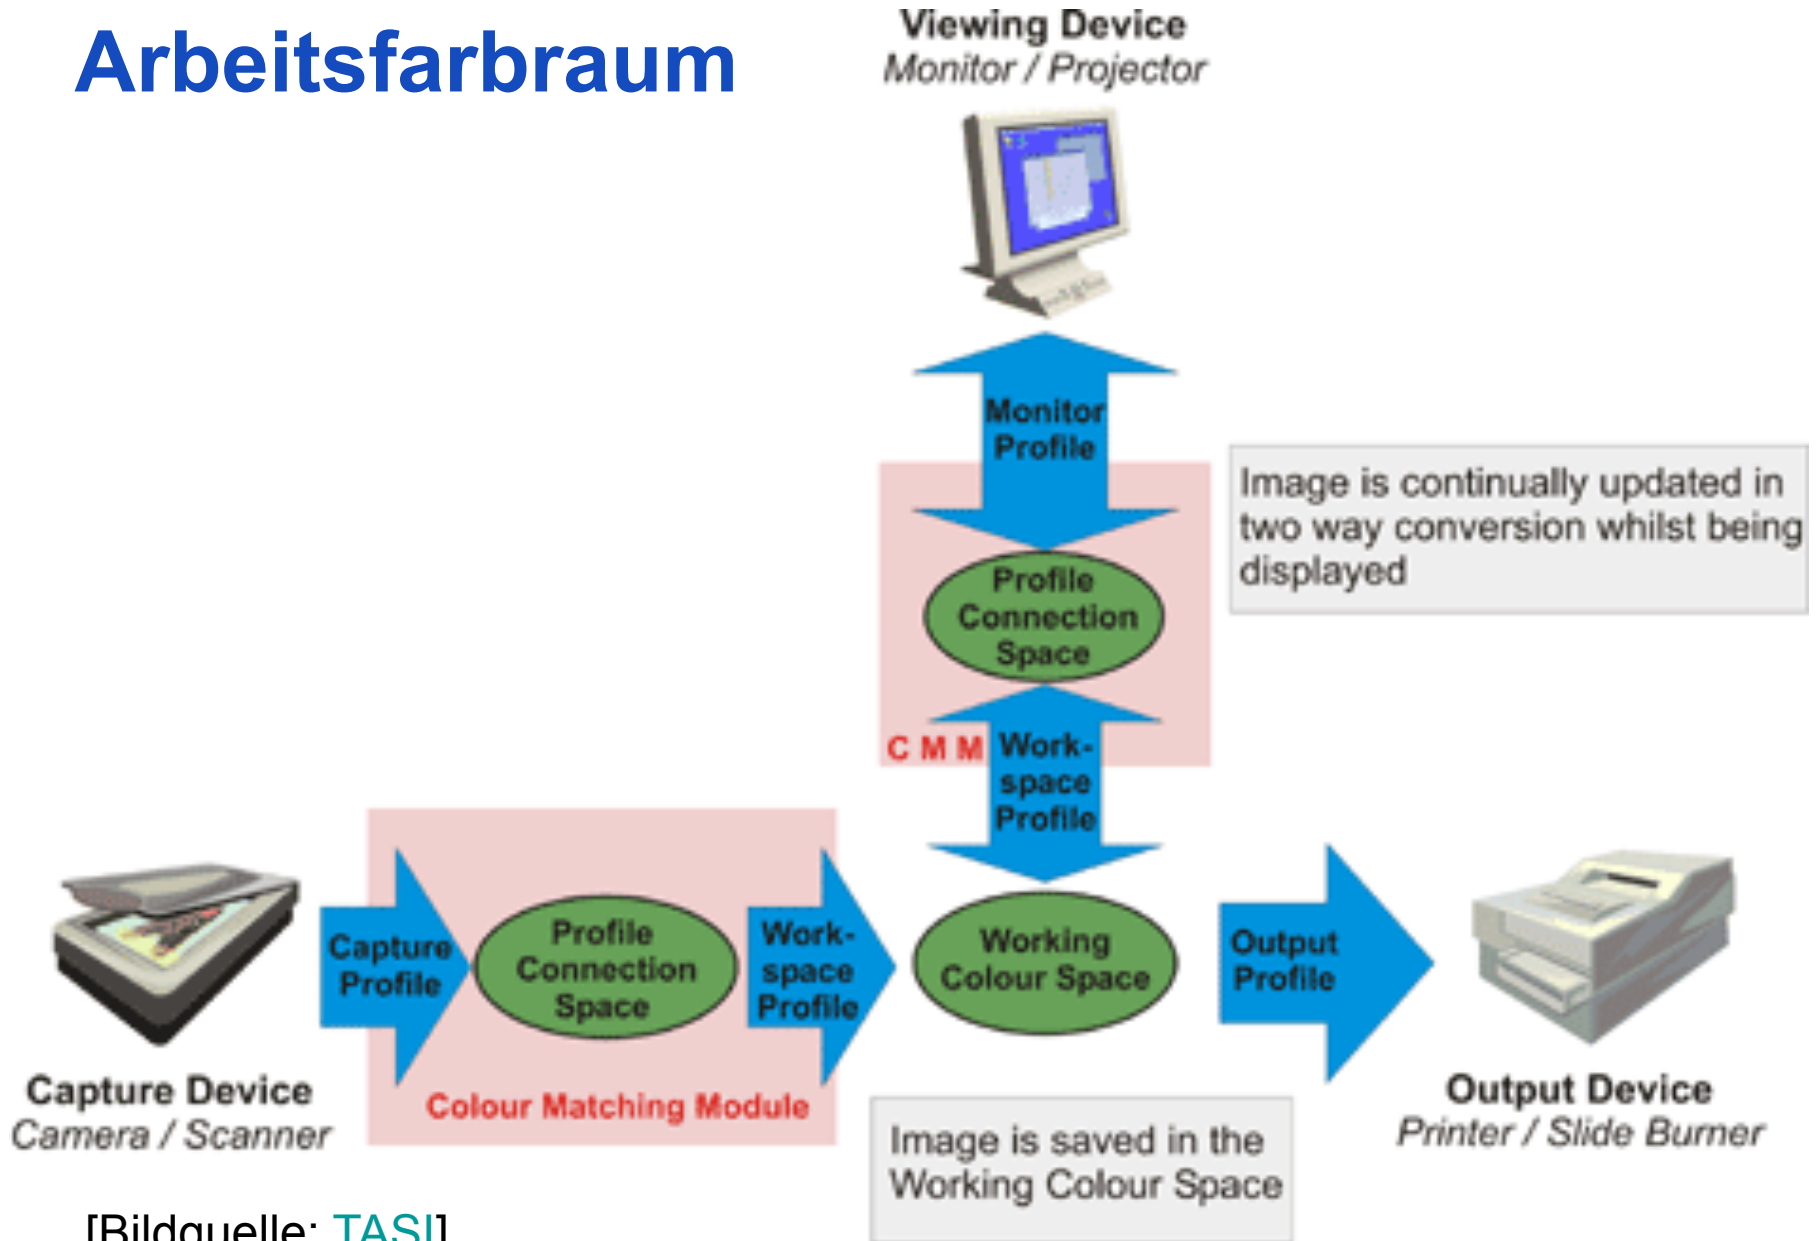 Arbeitsfarbraum
Viewing Device
Monitor / Projector
Monitor
Profile
Image is continually updated in
two way conversion whilst being
displayed
Profile
Connection
Space
C M M
Work-
space
Profile
Capture
Profile
Profile
Connection
Space
Work-
space
Profile
Working
Colour Space
Output
Profile
Capture Device
Camera / Scanner
Colour Matching Module
Output Device
Printer / Slide Burner
Image is saved in the
Working Colour Space
[Bildquelle: TASI]